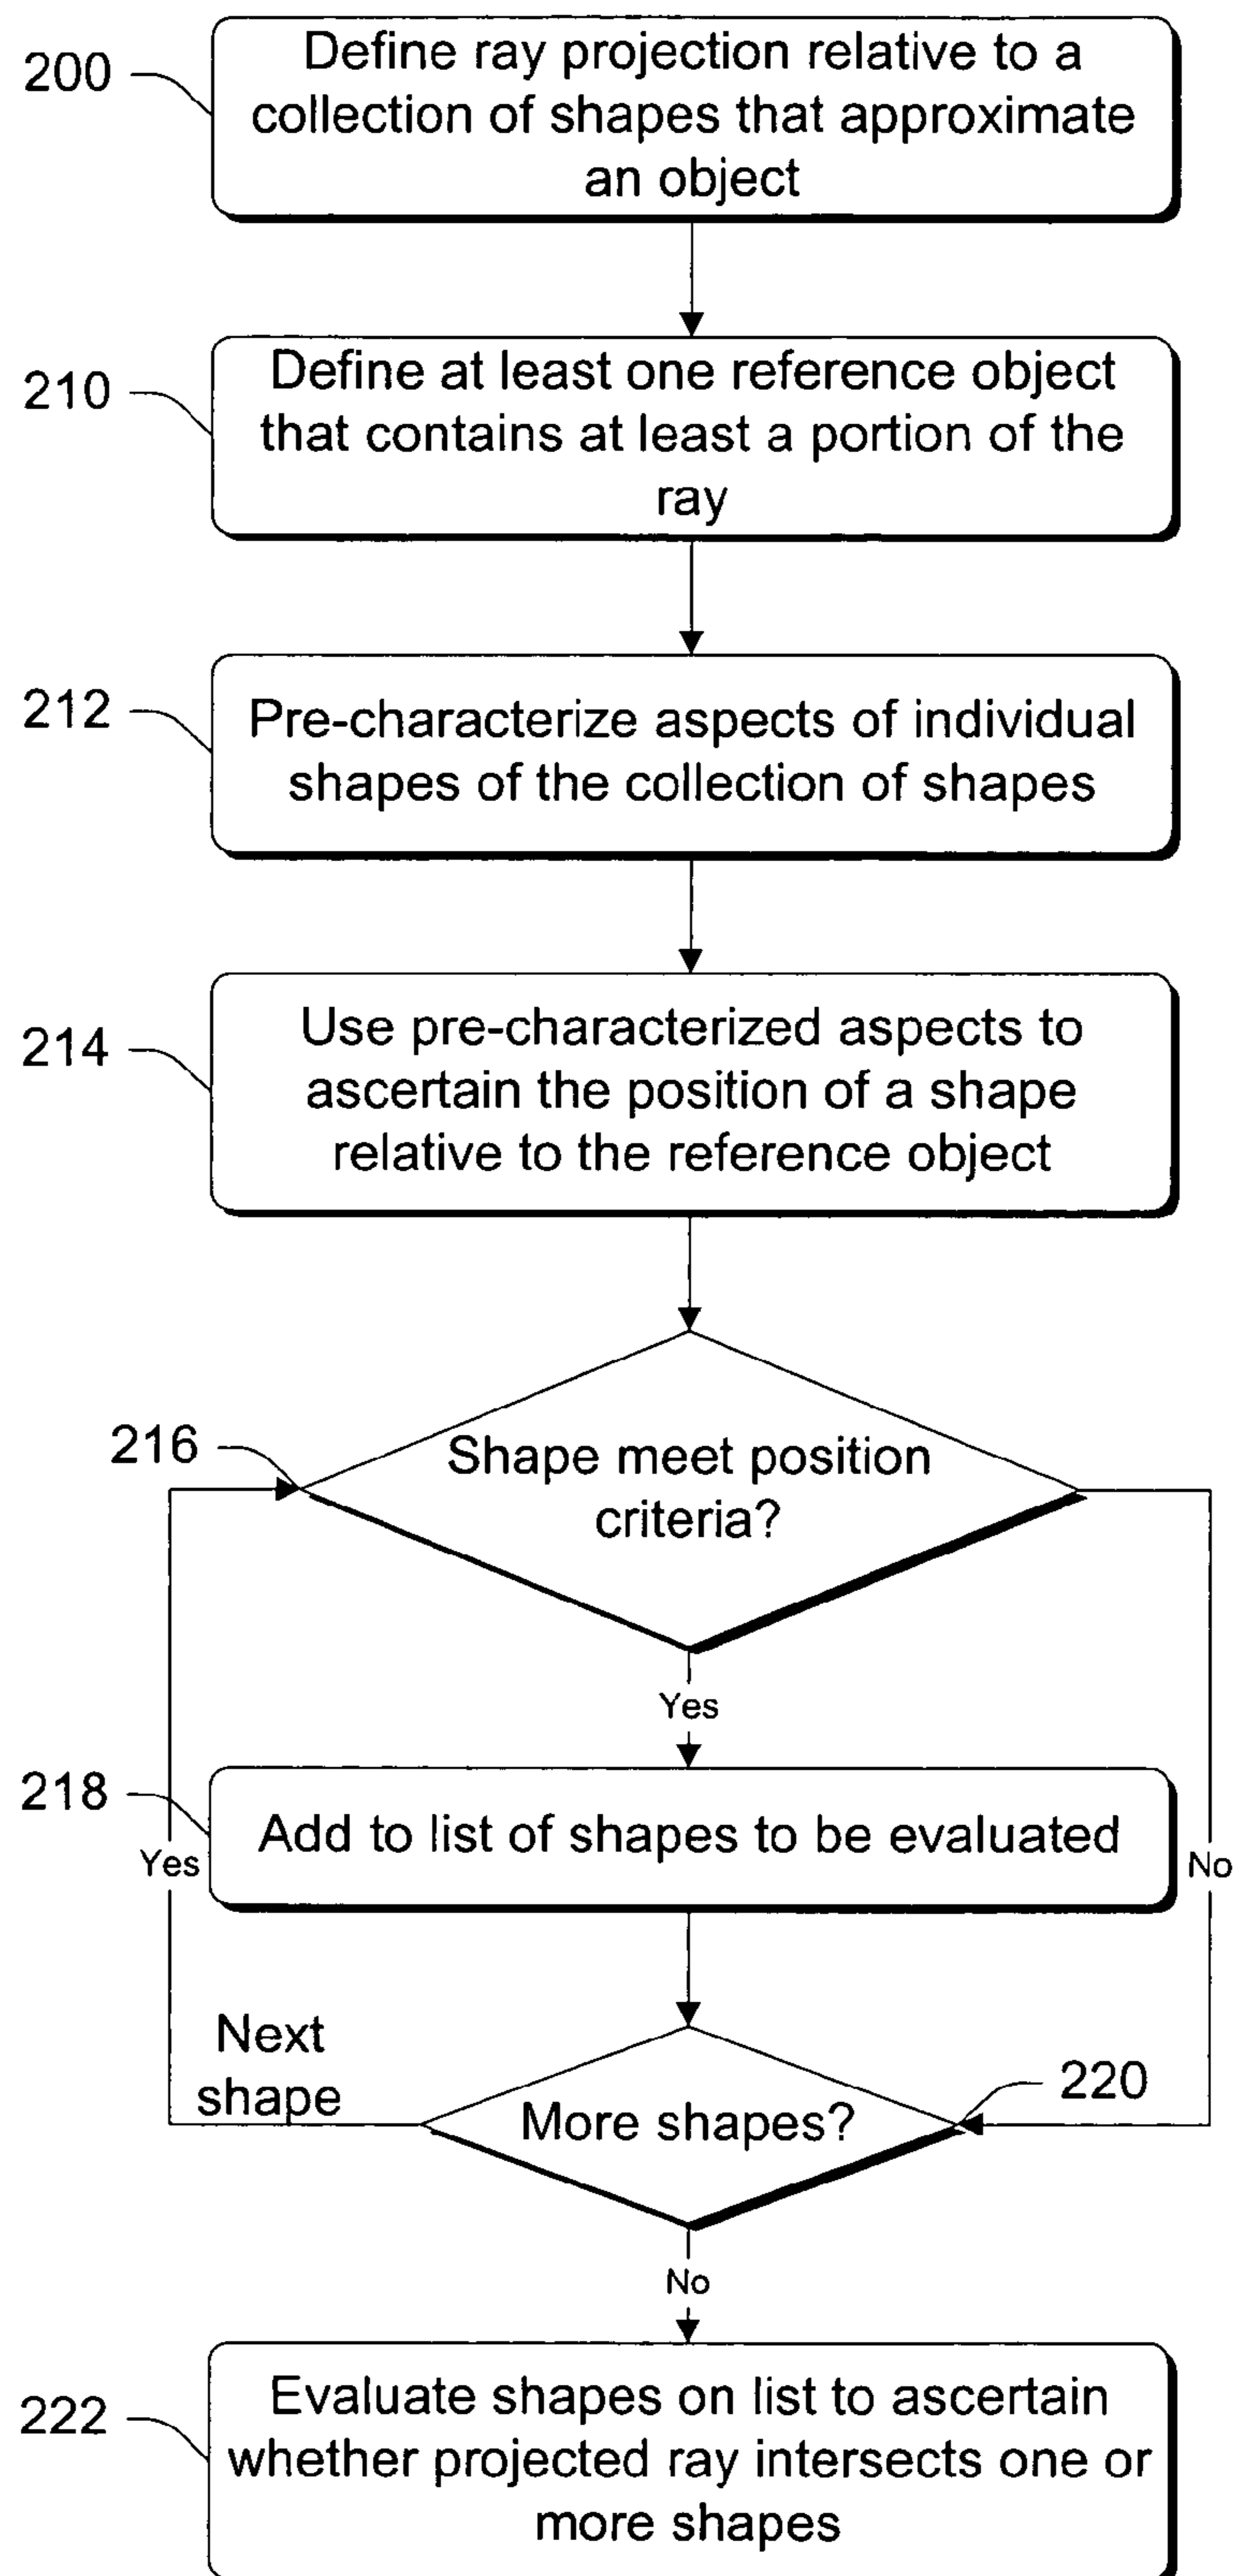 200
Define ray projection relative to a
collection of shapes that approximate
an object
210
Define at least one reference object
that contains at least a portion of the
ray
212
Pre-characterize aspects of individual
shapes of the collection of shapes
214
Use pre-characterized aspects to
ascertain the position of a shape
relative to the reference object
216
Shape meet position
criteria?
Yes
218
Add to list of shapes to be evaluated
Yes
No
Next
shape
220
More shapes?
No
222
Evaluate shapes on list to ascertain
whether projected ray intersects one or
more shapes